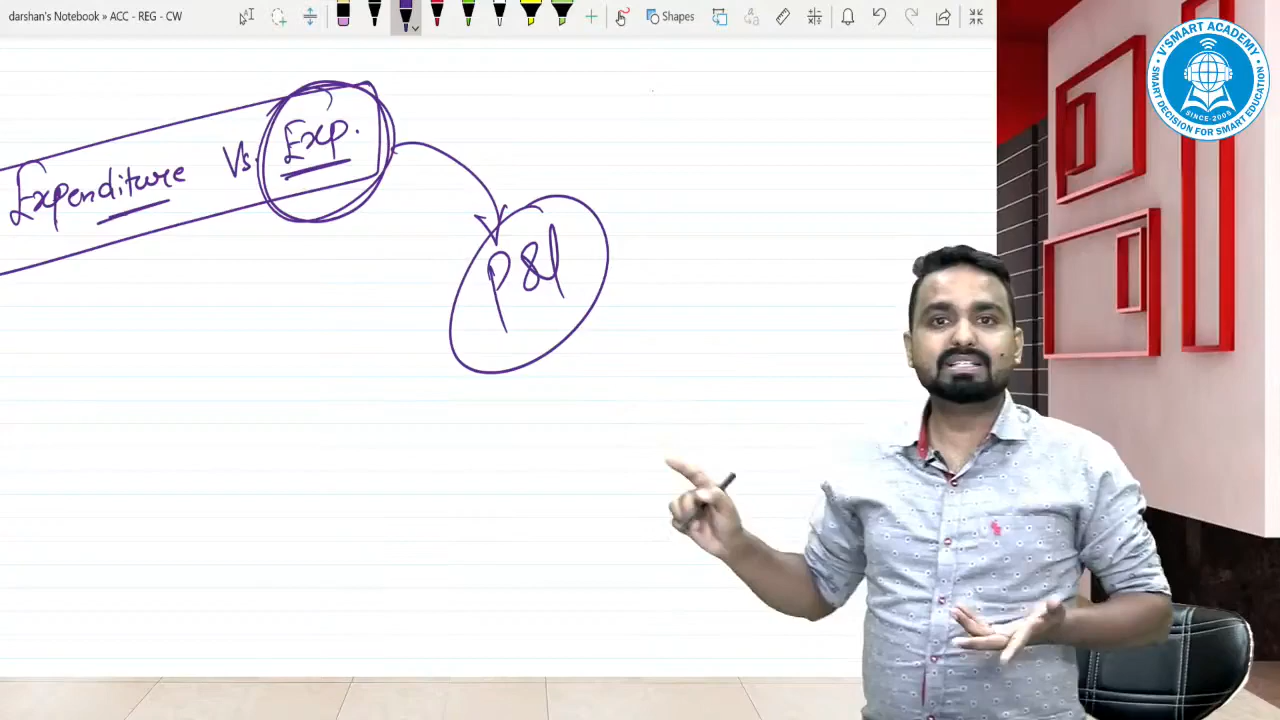 darshan's Notebook » ACC - REG - CW
Shapes
Expenditure Vs. Exp.
P&L
V'SMART ACADEMY
SINCE-2005
SMART DECISION FOR SMART EDUCATION